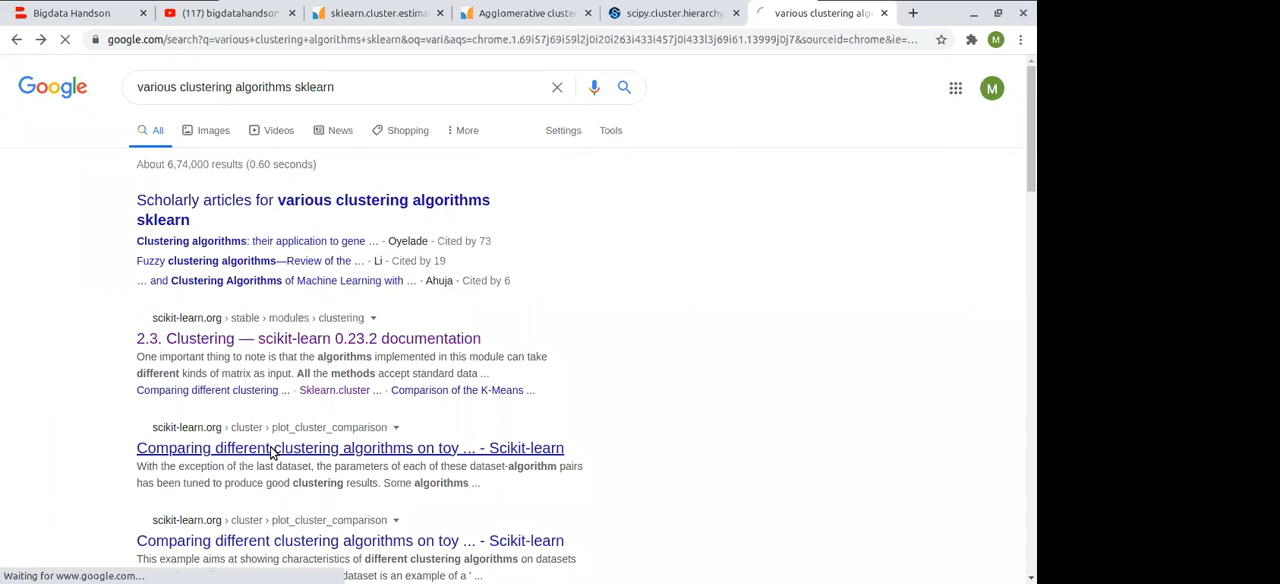 Bigdata Handson
(117) bigdatahandson
sklearn.cluster.estima
Agglomerative cluster
scipy.cluster.hierarchy.
various clustering alg
google.com/search?q=various+clustering+algorithms+sklearn&oq=vari&aqs=chrome.1.69i57j69i59l2j0i20i263i433i457j0i433l3j69i61.13999j0j7&sourceid=chrome&ie=...
M
Google
various clustering algorithms sklearn
M
All
Images
Videos
News
Shopping
More
Settings
Tools
About 6,74,000 results (0.60 seconds)
Scholarly articles for various clustering algorithms
sklearn
Clustering algorithms: their application to gene ... - Oyelade - Cited by 73
Fuzzy clustering algorithms—Review of the ... - Li - Cited by 19
... and Clustering Algorithms of Machine Learning with ... - Ahuja - Cited by 6
scikit-learn.org › stable › modules › clustering
2.3. Clustering — scikit-learn 0.23.2 documentation
One important thing to note is that the algorithms implemented in this module can take
different kinds of matrix as input. All the methods accept standard data ...
Comparing different clustering ... · Sklearn.cluster ... · Comparison of the K-Means ...
scikit-learn.org › cluster › plot_cluster_comparison
Comparing different clustering algorithms on toy ... - Scikit-learn
With the exception of the last dataset, the parameters of each of these dataset-algorithm pairs
has been tuned to produce good clustering results. Some algorithms ...
scikit-learn.org › cluster › plot_cluster_comparison
Comparing different clustering algorithms on toy ... - Scikit-learn
This example aims at showing characteristics of different clustering algorithms on datasets
dataset is an example of a ' ...
Waiting for www.google.com...